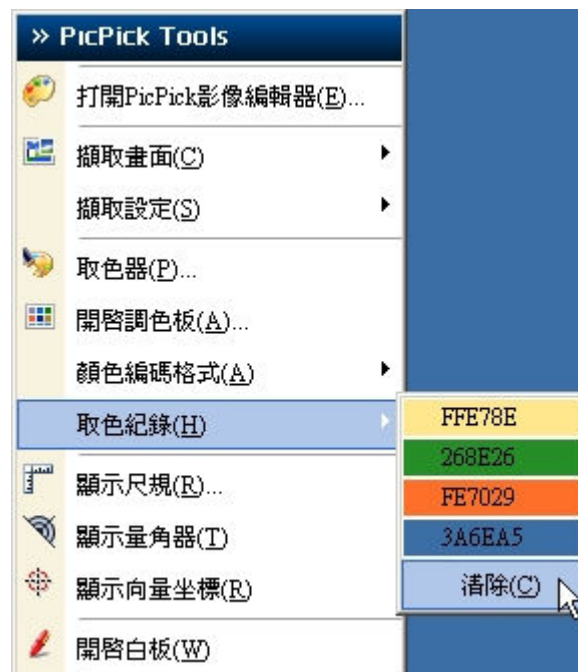 » PicPick Tools
打開PicPick影像編輯器(E)...
擷取畫面(C)
擷取設定(S)
取色器(P)...
開啓調色板(A)...
顏色編碼格式(A)
取色紀錄(H)
FFE78E
268E26
FE7029
3A6EA5
清除(C)
顯示尺規(R)...
顯示量角器(T)
顯示向量坐標(R)
開啓白板(W)